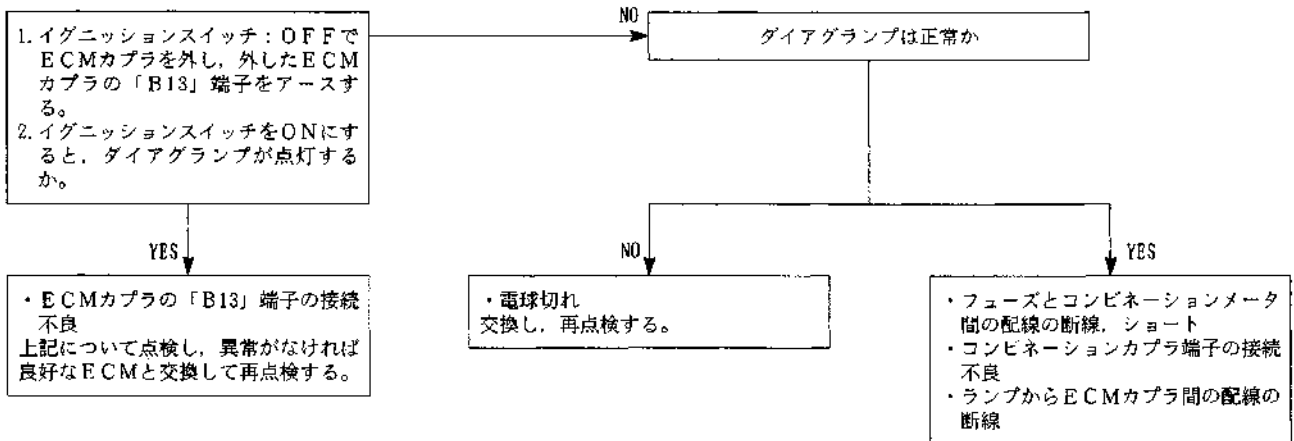 1. イグニッションスイッチ：ＯＦＦで
ＥＣＭカプラを外し，外したＥＣＭ
カプラの「B13」端子をアースす
る。
2. イグニッションスイッチをＯＮにす
ると，ダイアグランプが点灯する
か。
NO
ダイアグランプは正常か
YES
・ＥＣＭカプラの「B13」端子の接続
不良
上記について点検し，異常がなければ
良好なＥＣＭと交換して再点検する。
NO
・電球切れ
交換し，再点検する。
YES
・フューズとコンビネーションメータ
間の配線の断線，ショート
・コンビネーションカプラ端子の接続
不良
・ランプからＥＣＭカプラ間の配線の
断線